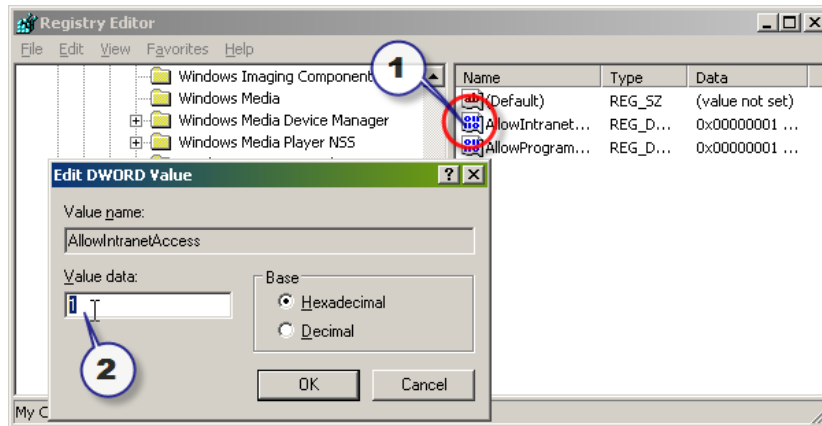 Registry Editor
File Edit View Favorites Help
Windows Imaging Component
Windows Media
Windows Media Device Manager
Windows Media Player NSS
Name Type Data
(Default) REG_SZ (value not set)
AllowIntranet... REG_D... 0x00000001 ...
AllowProgram... REG_D... 0x00000001 ...
1
Edit DWORD Value
Value name:
AllowIntranetAccess
Value data:
1
Base
Hexadecimal
Decimal
2
OK Cancel
My C